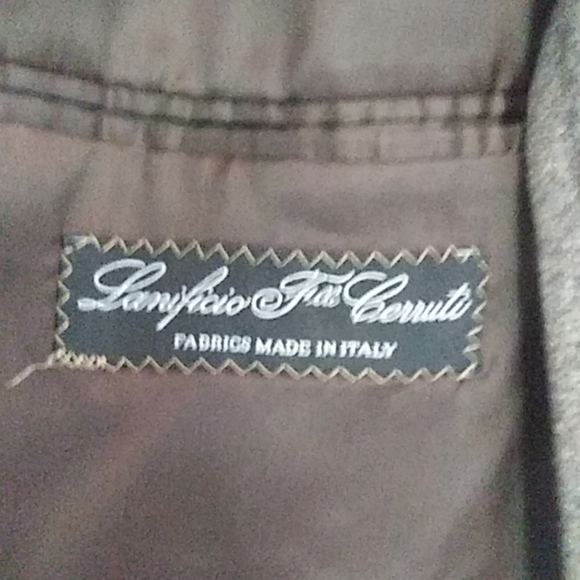 Lanificio F.lli Cerruti
FABRICS MADE IN ITALY